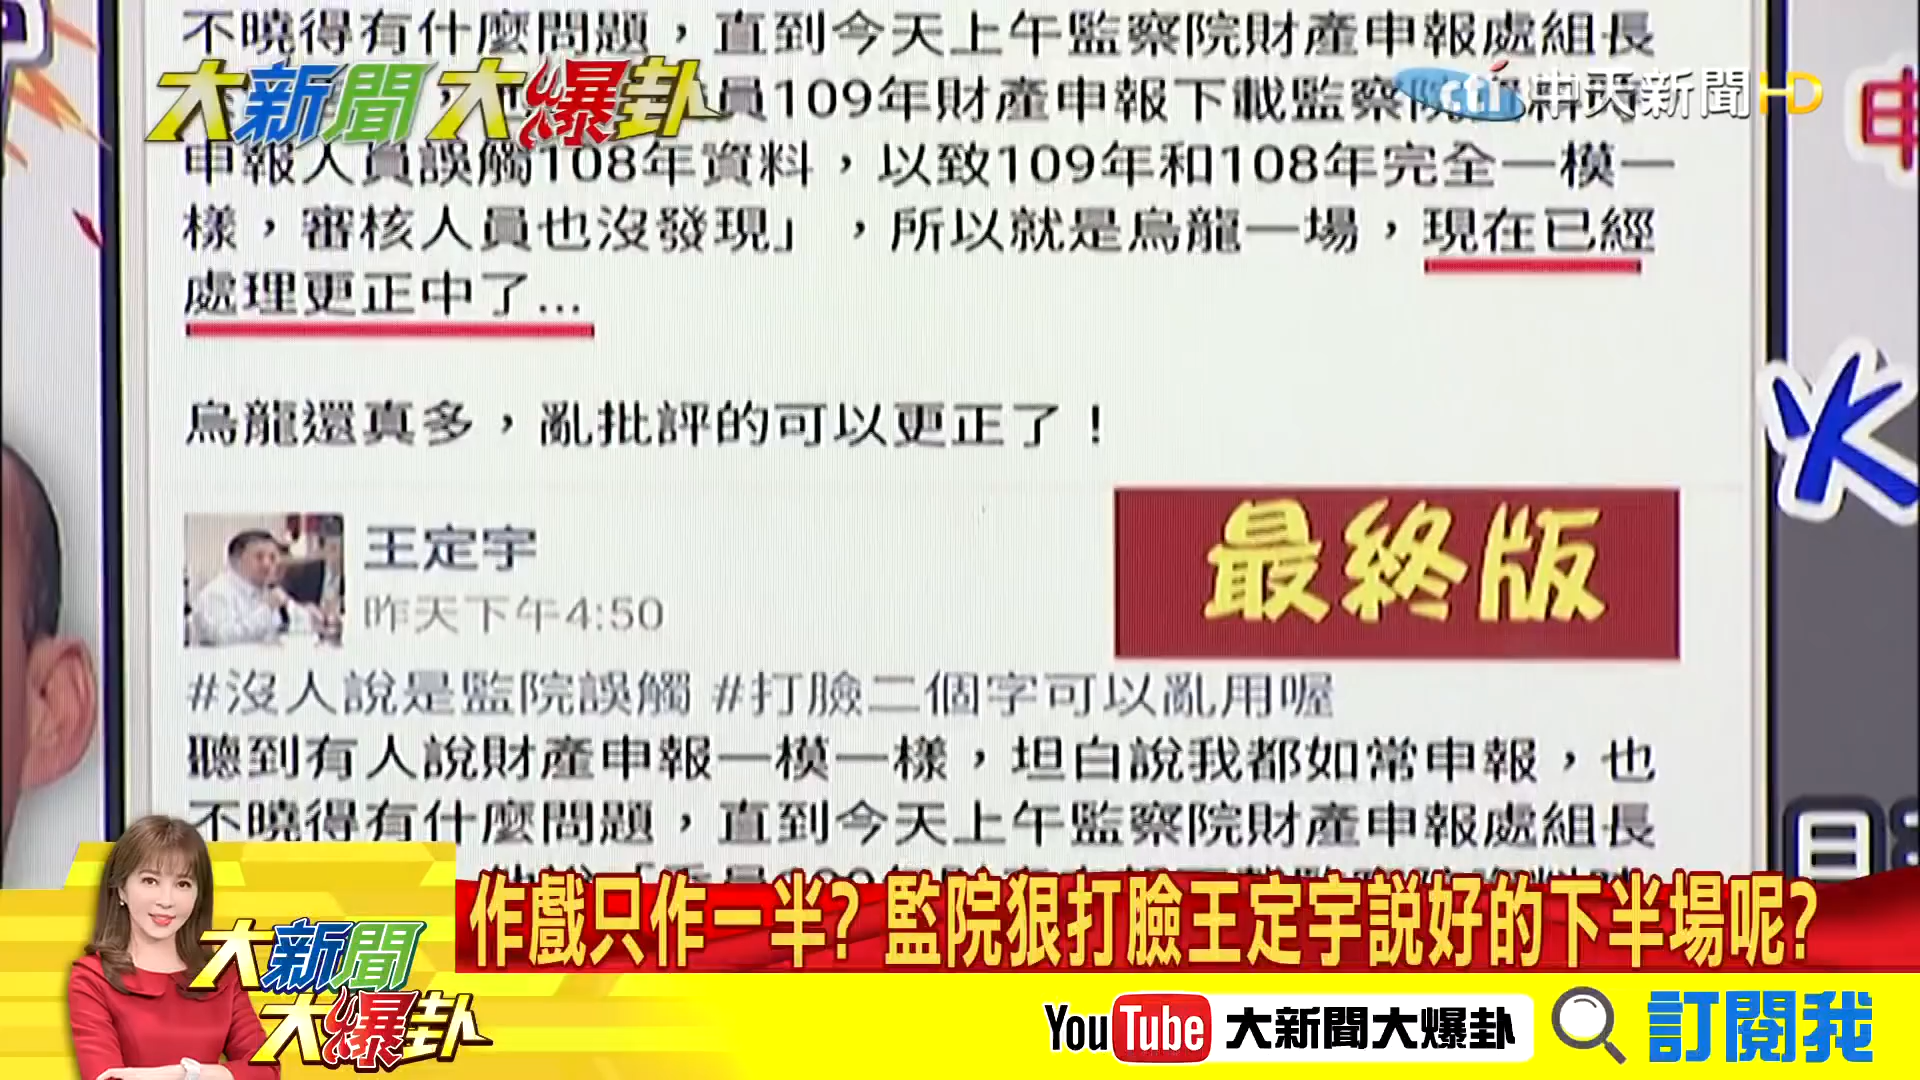 不曉得有什麼問題，直到今天上午監察院財產申報處組長
員109年財產申報下載監察院資料時
申報人員誤觸108年資料，以致109年和108年完全一模一
樣，審核人員也沒發現」，所以就是烏龍一場，現在已經
處理更正中了...
烏龍還真多，亂批評的可以更正了！
大新聞大爆卦
cti 中天新聞HD
申
火
最終版
王定宇
昨天下午4:50
#沒人說是監院誤觸 #打臉二個字可以亂用喔
聽到有人說財產申報一模一樣，坦白說我都如常申報，也
不曉得有什麼問題，直到今天上午監察院財產申報處組長
作戲只作一半? 監院狠打臉王定宇說好的下半場呢?
大新聞
大爆卦
YouTube 大新聞大爆卦 訂閱我